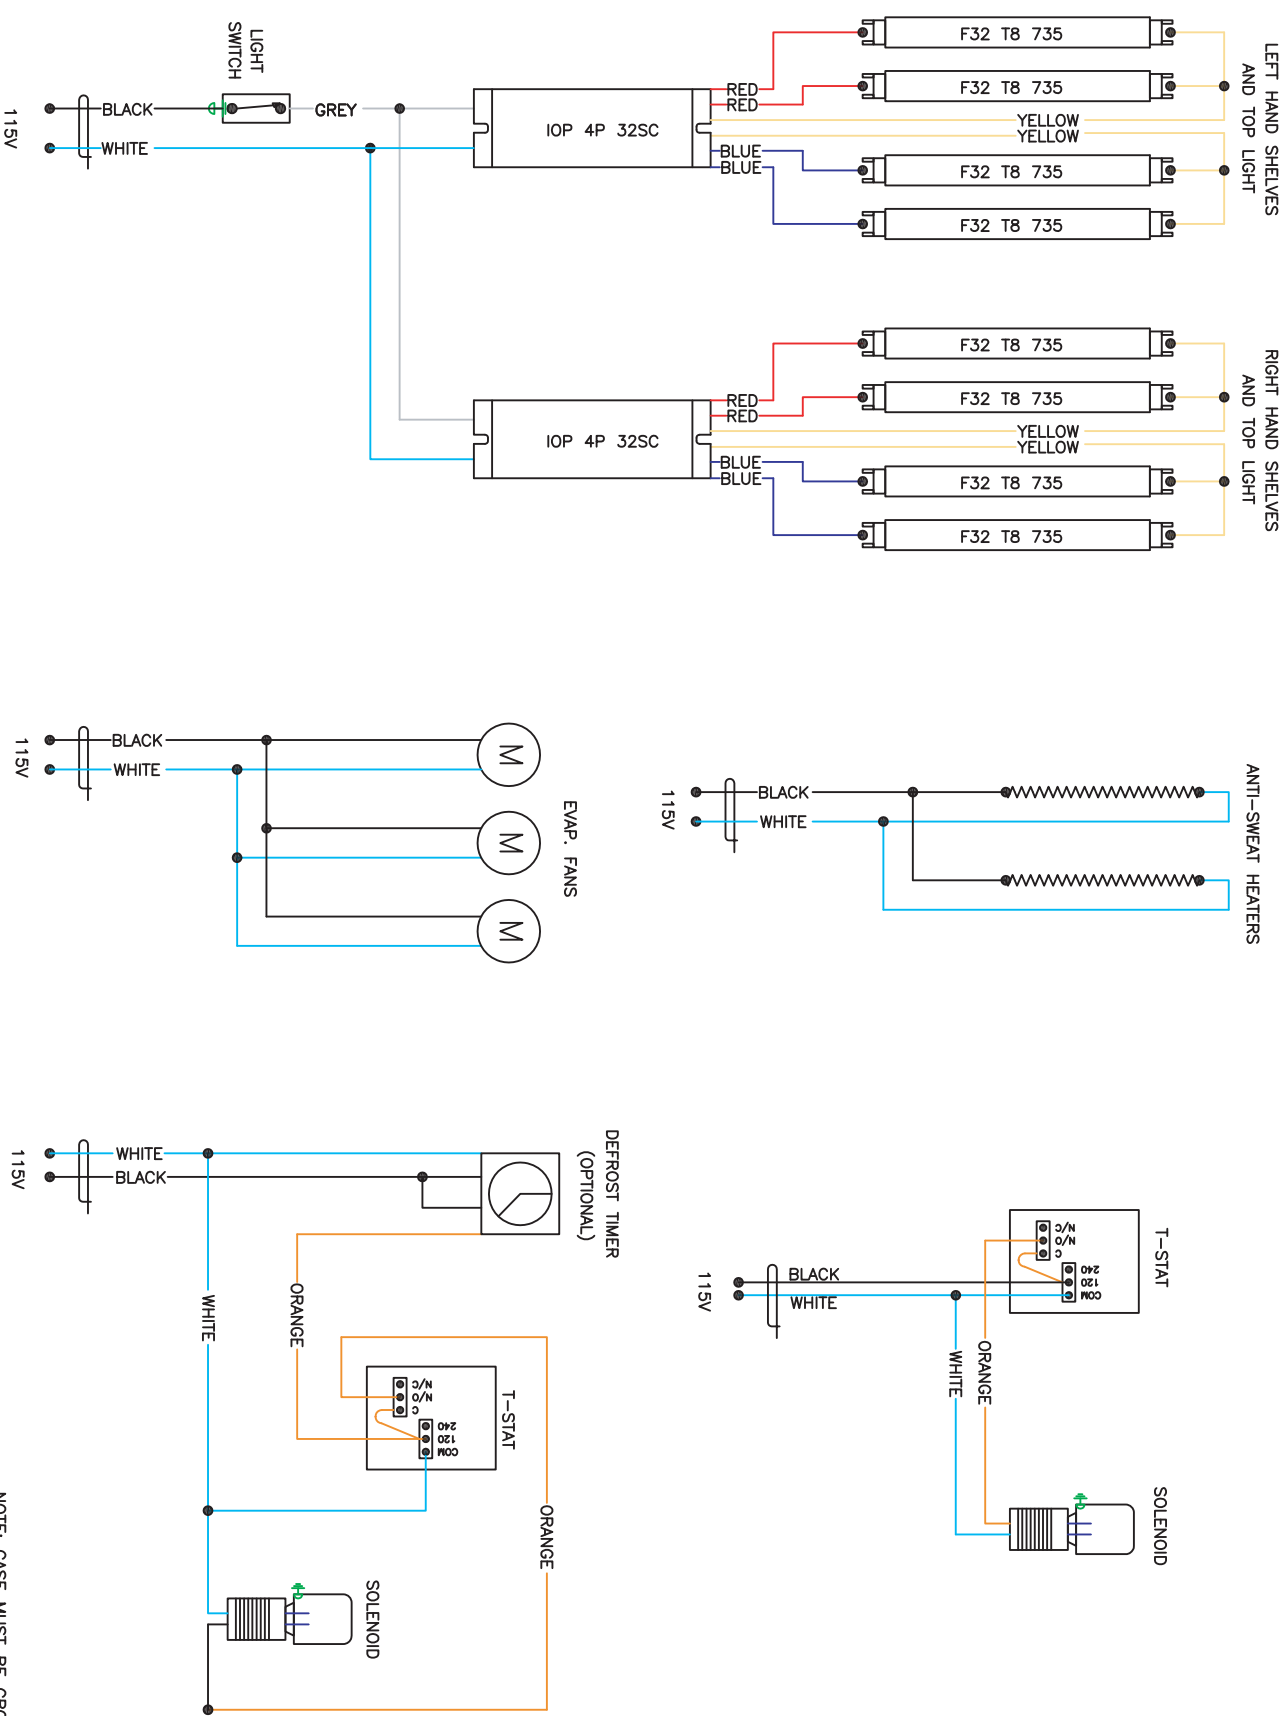 LEFT HAND SHELVES
AND TOP LIGHT
F32 T8 735
F32 T8 735
F32 T8 735
F32 T8 735
RED
RED
YELLOW
YELLOW
BLUE
BLUE
IOP 4P 32SC
LIGHT
SWITCH
BLACK
GREY
WHITE
115V
RIGHT HAND SHELVES
AND TOP LIGHT
F32 T8 735
F32 T8 735
F32 T8 735
F32 T8 735
RED
RED
YELLOW
YELLOW
BLUE
BLUE
IOP 4P 32SC
BLACK
WHITE
115V
M
M
M
EVAP. FANS
ANTI-SWEAT HEATERS
BLACK
WHITE
115V
DEFROST TIMER
(OPTIONAL)
WHITE
BLACK
115V
WHITE
ORANGE
T-STAT
N/C
N/O
C
240
120
COM
ORANGE
SOLENOID
T-STAT
N/C
N/O
C
240
120
COM
BLACK
WHITE
115V
WHITE
ORANGE
SOLENOID
NOTE: CASE MUST BE